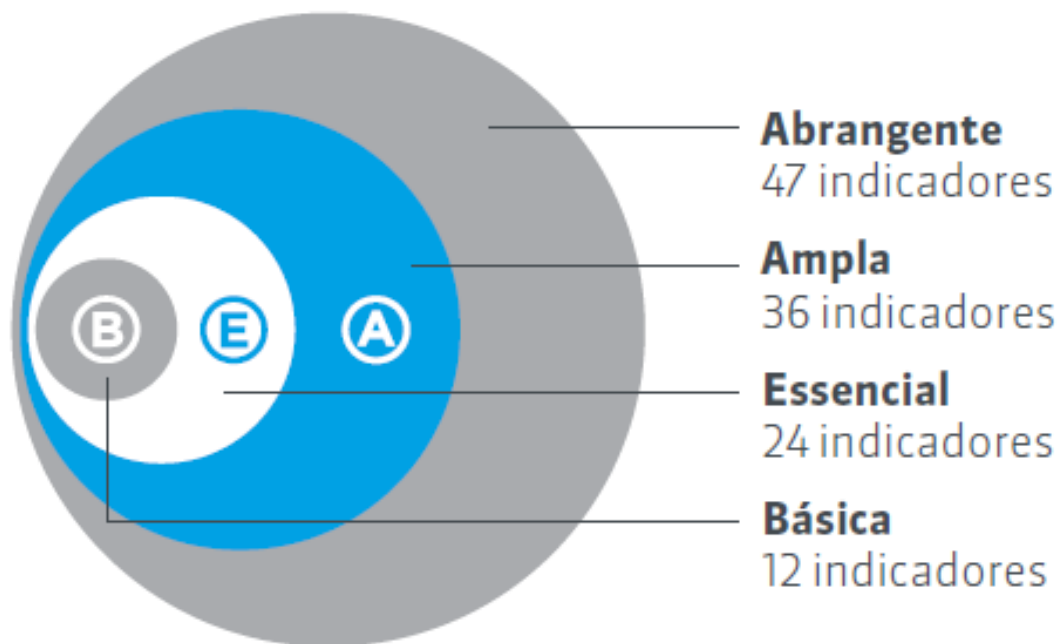 Abrangente
47 indicadores
Ampla
36 indicadores
B E A
Essencial
24 indicadores
Básica
12 indicadores